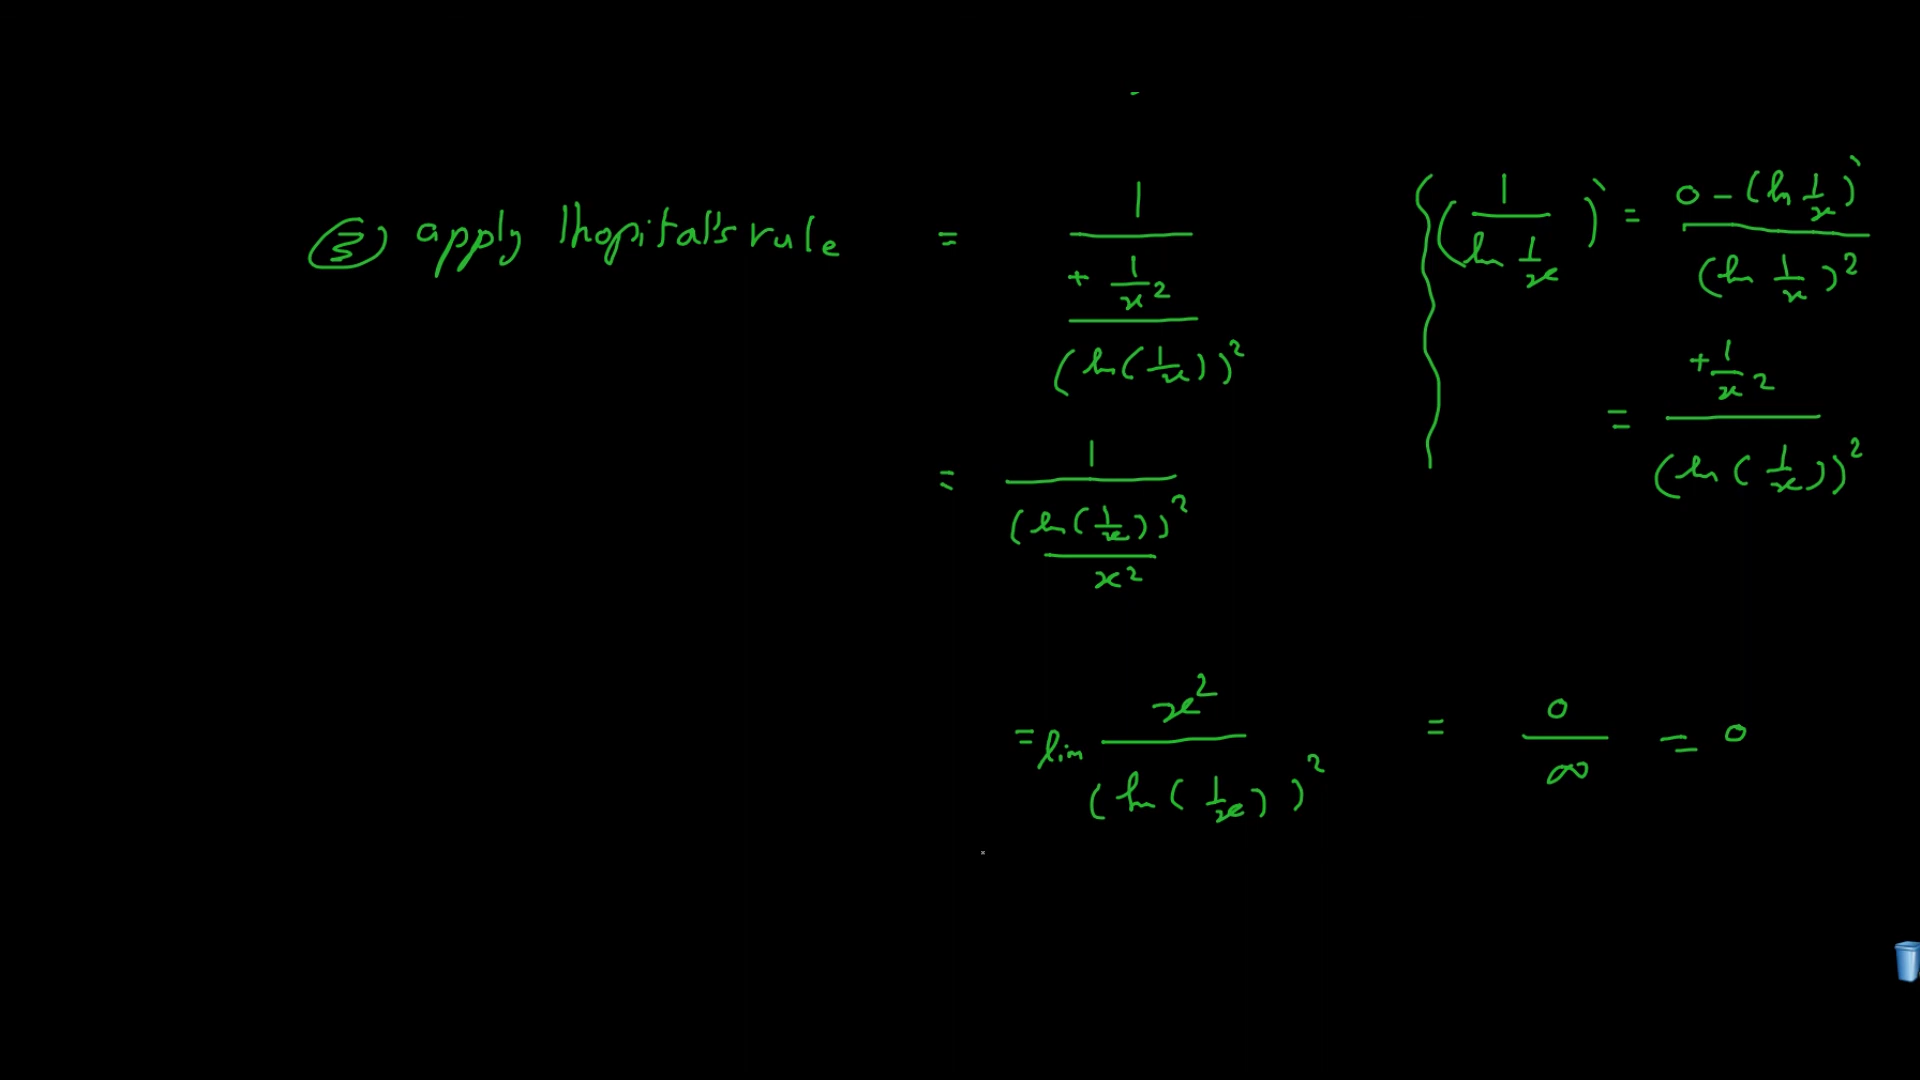 ③ apply lhopital's rule = 1 / ( + 1/x² / (ln(1/x))² )
( 1 / ln 1/x )` = 0 - (ln 1/x)` / (ln 1/x)²
= + 1/x² / (ln(1/x))²
= 1 / ( (ln(1/x))² / x² )
= lim x² / (ln(1/x))² = 0/∞ = 0